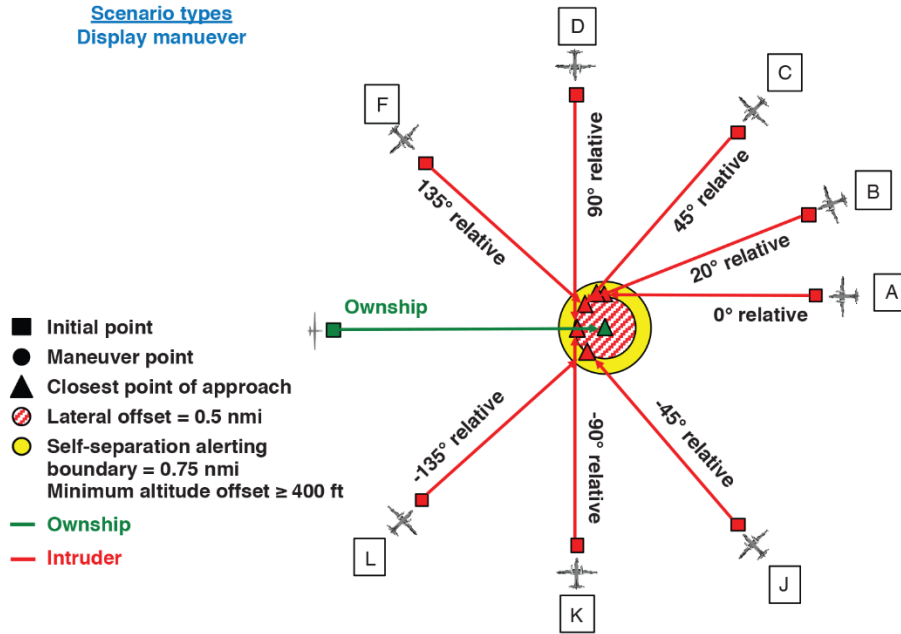 Scenario types
Display manuever
D
C
F
B
A
90° relative
45° relative
135° relative
20° relative
0° relative
Ownship
Initial point
Maneuver point
Closest point of approach
Lateral offset = 0.5 nmi
Self-separation alerting
boundary = 0.75 nmi
Minimum altitude offset ≥ 400 ft
Ownship
Intruder
-135° relative
-90° relative
-45° relative
L
K
J